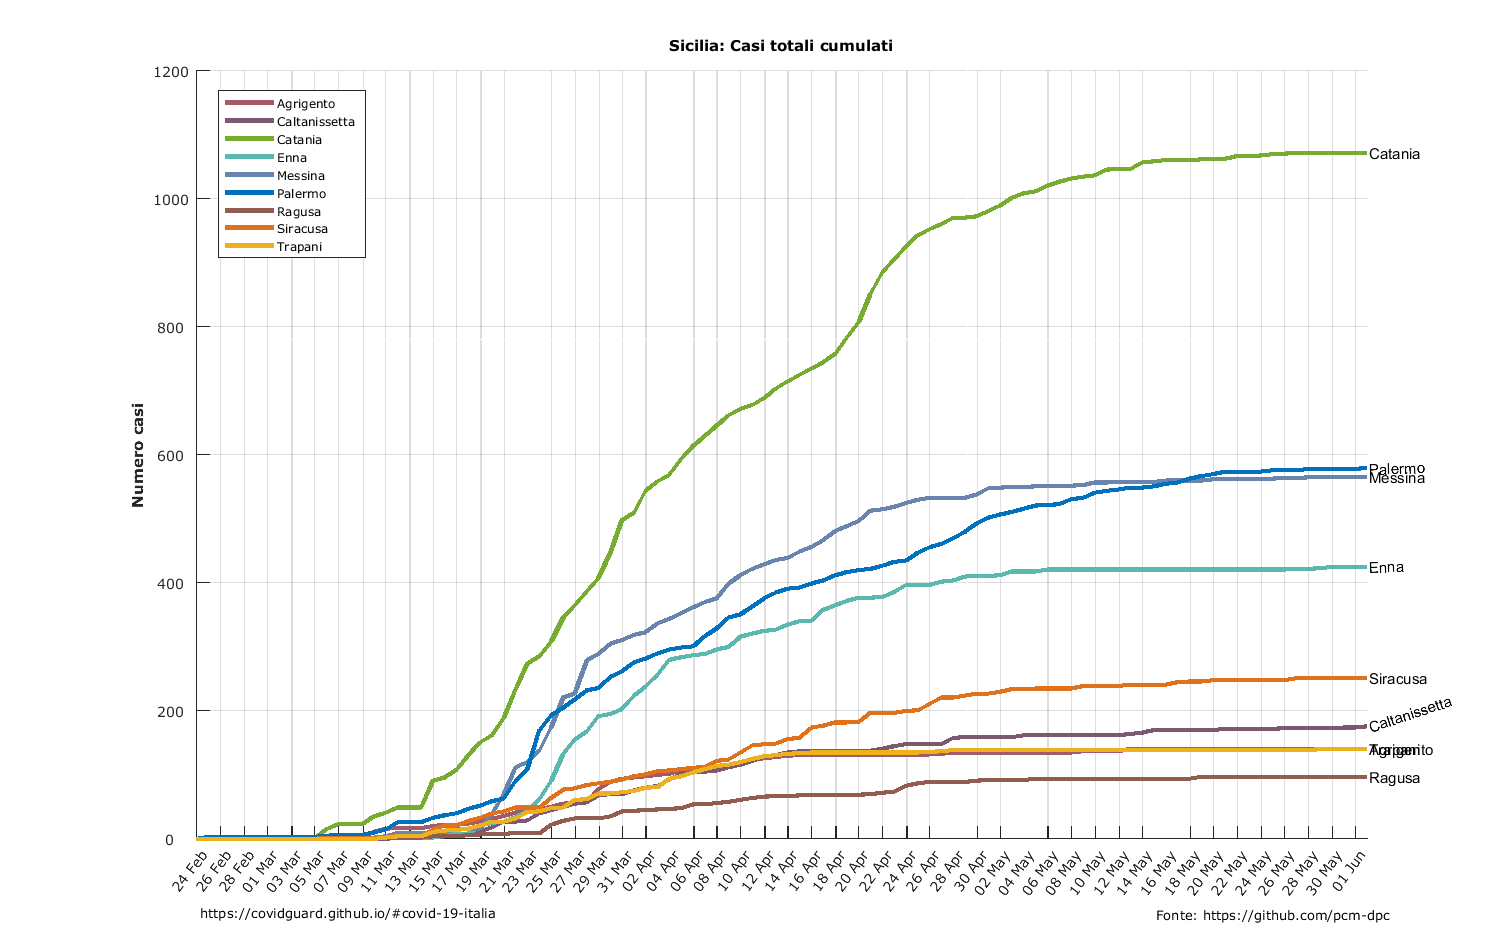 Sicilia: Casi totali cumulati
1200
1000
800
600
400
200
0
Numero casi
Agrigento
Caltanissetta
Catania
Enna
Messina
Palermo
Ragusa
Siracusa
Trapani
Catania
Palermo
Messina
Enna
Siracusa
Caltanissetta
Trapani
Agrigento
Ragusa
24 Feb
26 Feb
28 Feb
01 Mar
03 Mar
05 Mar
07 Mar
09 Mar
11 Mar
13 Mar
15 Mar
17 Mar
19 Mar
21 Mar
23 Mar
25 Mar
27 Mar
29 Mar
31 Mar
02 Apr
04 Apr
06 Apr
08 Apr
10 Apr
12 Apr
14 Apr
16 Apr
18 Apr
20 Apr
22 Apr
24 Apr
26 Apr
28 Apr
30 Apr
02 May
04 May
06 May
08 May
10 May
12 May
14 May
16 May
18 May
20 May
22 May
24 May
26 May
28 May
30 May
01 Jun
https://covidguard.github.io/#covid-19-italia
Fonte: https://github.com/pcm-dpc